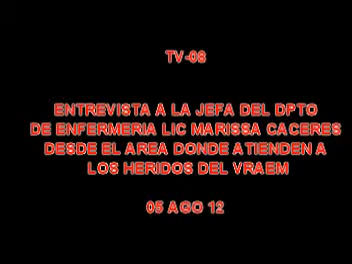 TV-08
ENTREVISTA A LA JEFA DEL DPTO
DE ENFERMERIA LIC MARISSA CACERES
DESDE EL AREA DONDE ATIENDEN A
LOS HERIDOS DEL VRAEM
05 AGO 12